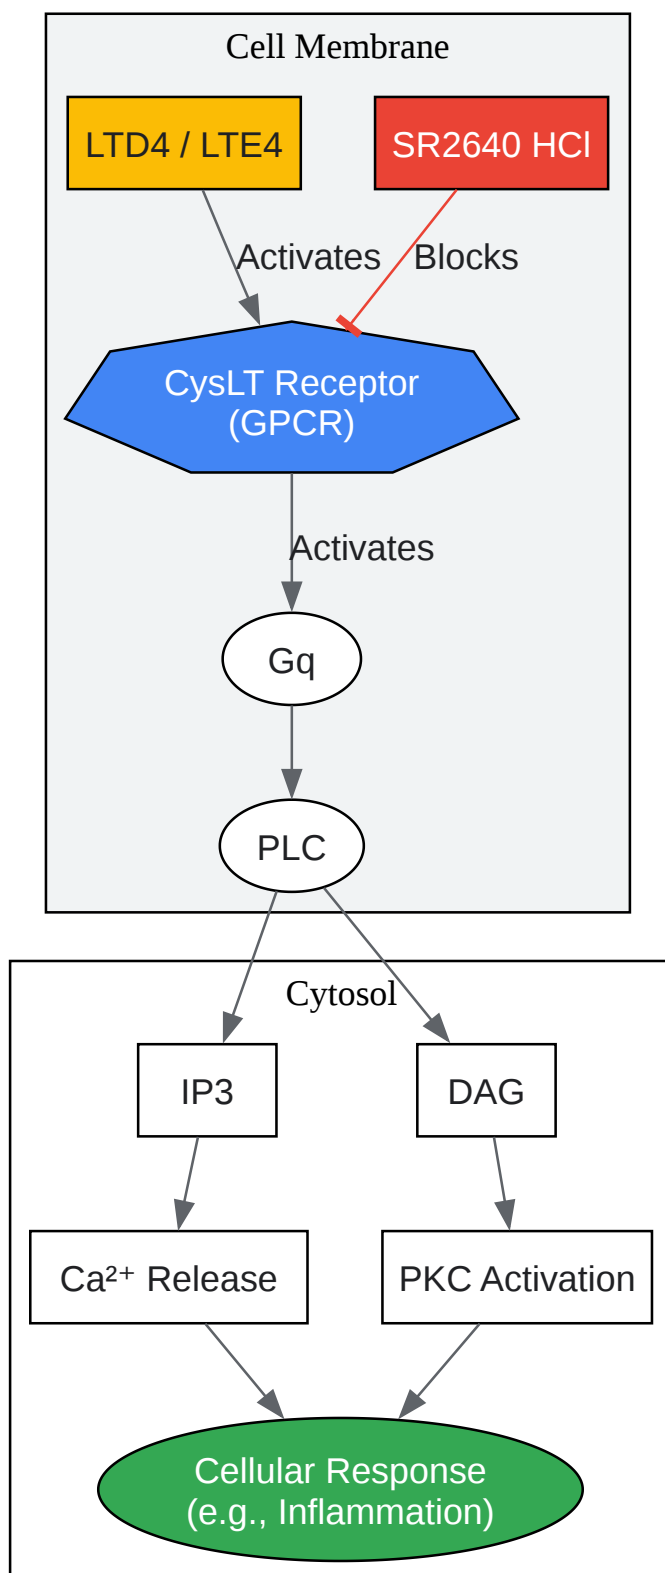 Cell Membrane
LTD4 / LTE4
SR2640 HCl
Activates
Blocks
CysLT Receptor
(GPCR)
Activates
Gq
PLC
Cytosol
IP3
DAG
Ca²⁺ Release
PKC Activation
Cellular Response
(e.g., Inflammation)